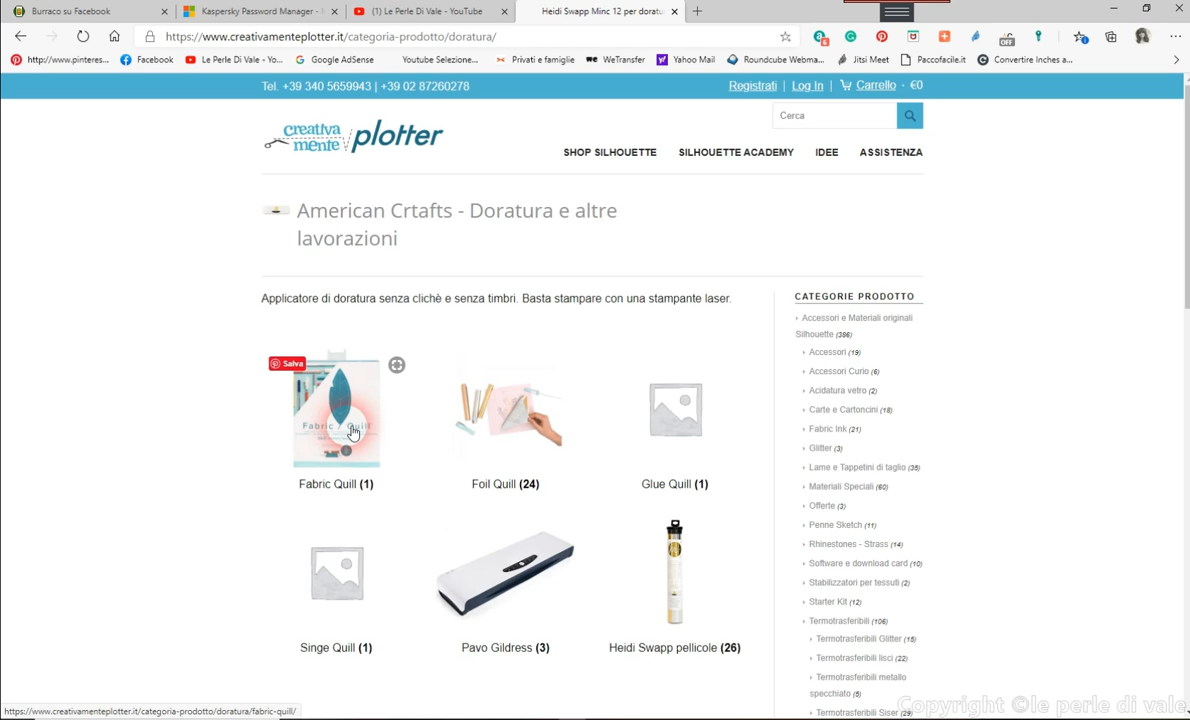 Burraco su Facebook
Kaspersky Password Manager -
(1) Le Perle Di Vale - YouTube
Heidi Swapp Minc 12 per doratu
https://www.creativamenteplotter.it/categoria-prodotto/doratura/
6
OFF
http://www.pinteres...
Facebook
Le Perle Di Vale - Yo...
Google AdSense
Youtube Selezione...
Privati e famiglie
WeTransfer
Yahoo Mail
Roundcube Webma...
Jitsi Meet
Paccofacile.it
Convertire Inches a...
Tel. +39 340 5659943 | +39 02 87260278
Registrati | Log In | Carrello · €0
Cerca
creativa
mente
plotter
SHOP SILHOUETTE
SILHOUETTE ACADEMY
IDEE
ASSISTENZA
American Crtafts - Doratura e altre
lavorazioni
Applicatore di doratura senza clichè e senza timbri. Basta stampare con una stampante laser.
Salva
Fabric Quill
Fabric Quill (1)
Foil Quill (24)
Glue Quill (1)
Singe Quill (1)
Pavo Gildress (3)
Heidi Swapp pellicole (26)
CATEGORIE PRODOTTO
Accessori e Materiali originali
Silhouette (386)
Accessori (19)
Accessori Curio (6)
Acidatura vetro (2)
Carte e Cartoncini (18)
Fabric Ink (21)
Glitter (3)
Lame e Tappetini di taglio (35)
Materiali Speciali (60)
Offerte (3)
Penne Sketch (11)
Rhinestones - Strass (14)
Software e download card (10)
Stabilizzatori per tessuti (2)
Starter Kit (12)
Termotrasferibili (106)
Termotrasferibili Glitter (15)
Termotrasferibili lisci (22)
Termotrasferibili metallo
specchiato (5)
Termotrasferibili Siser (29)
https://www.creativamenteplotter.it/categoria-prodotto/doratura/fabric-quill/
Copyright ©le perle di vale